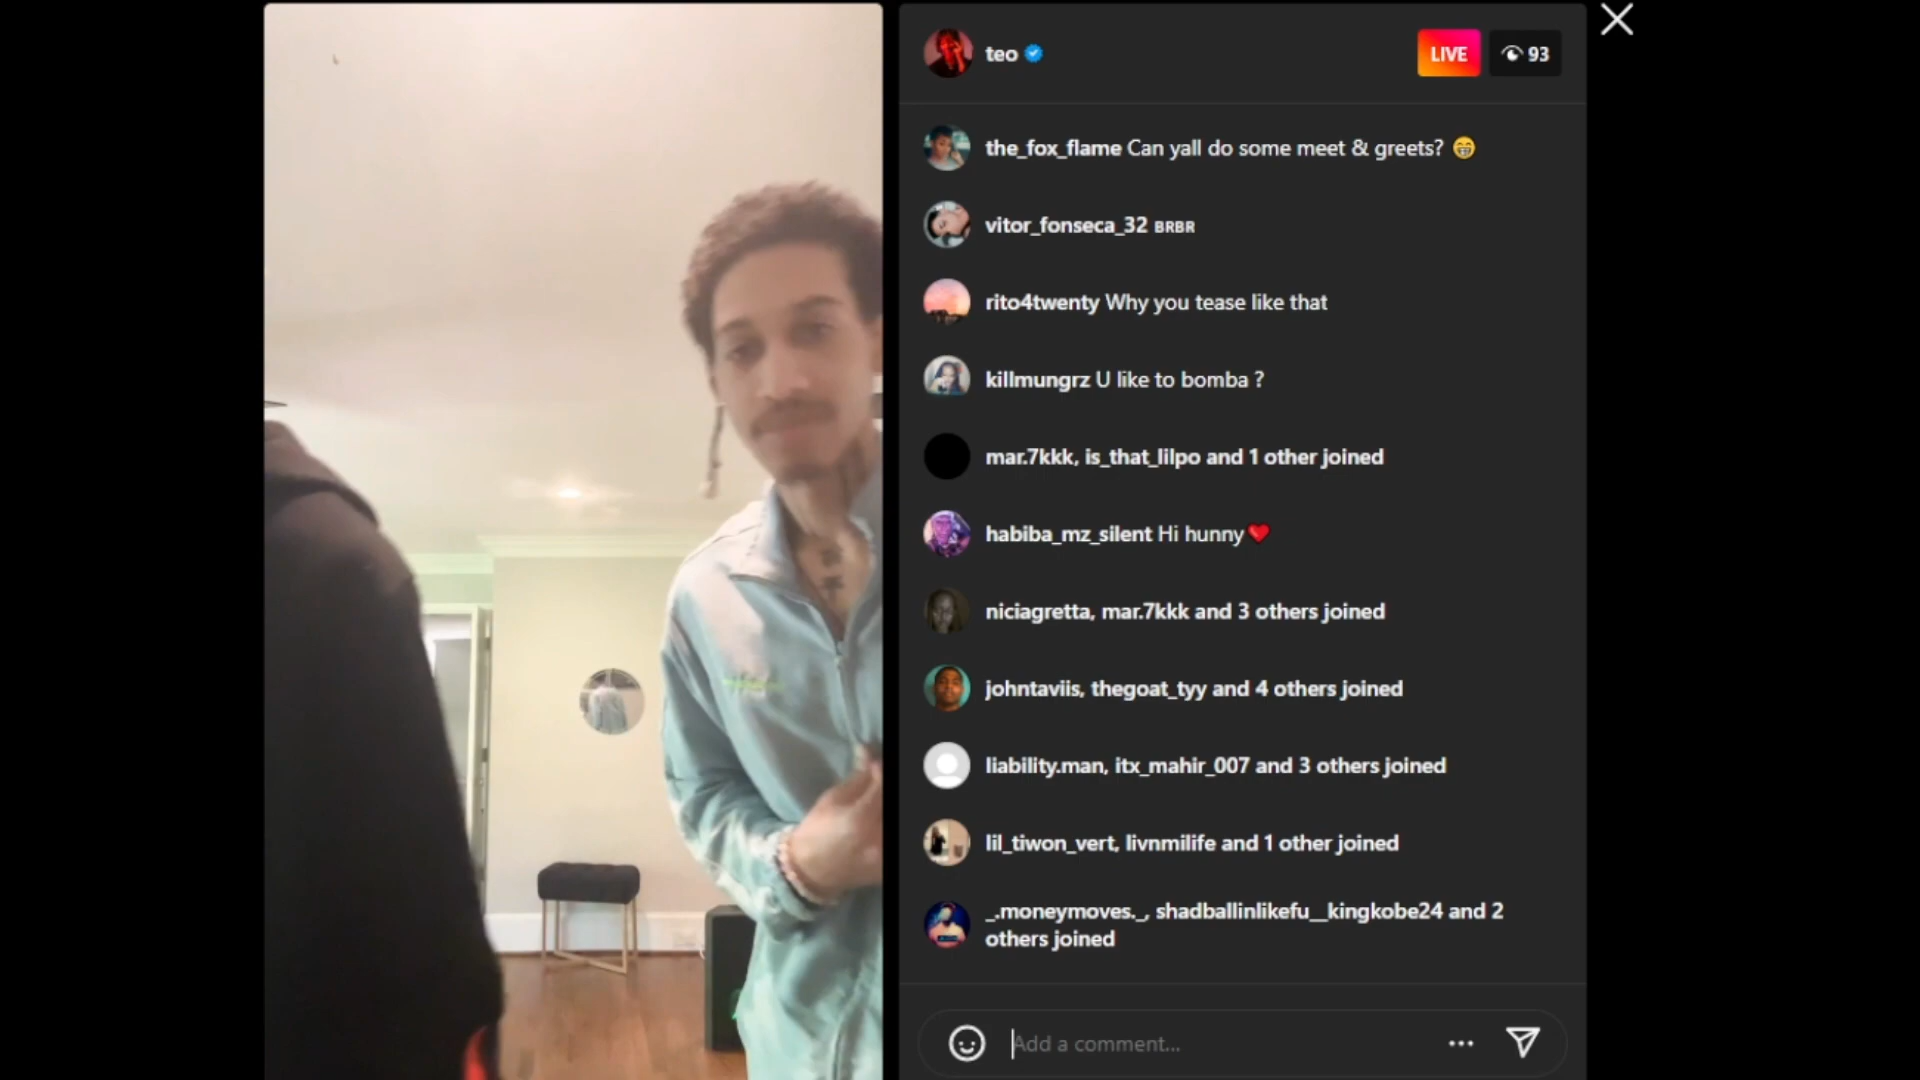 teo
LIVE
93
the_fox_flame Can yall do some meet & greets? 😁
vitor_fonseca_32 ʙʀʙʀ
rito4twenty Why you tease like that
killmungrz U like to bomba ?
mar.7kkk, is_that_lilpo and 1 other joined
habiba_mz_silent Hi hunny❤️
niciagretta, mar.7kkk and 3 others joined
johntaviis, thegoat_tyy and 4 others joined
liability.man, itx_mahir_007 and 3 others joined
lil_tiwon_vert, livnmilife and 1 other joined
_.moneymoves._, shadballinlikefu__kingkobe24 and 2
others joined
Add a comment...